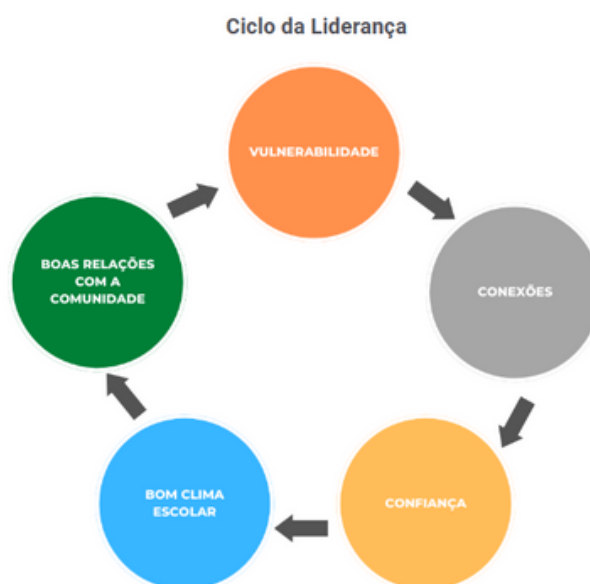 Ciclo da Liderança
VULNERABILIDADE
CONEXÕES
CONFIANÇA
BOM CLIMA
ESCOLAR
BOAS RELAÇÕES
COM A
COMUNIDADE